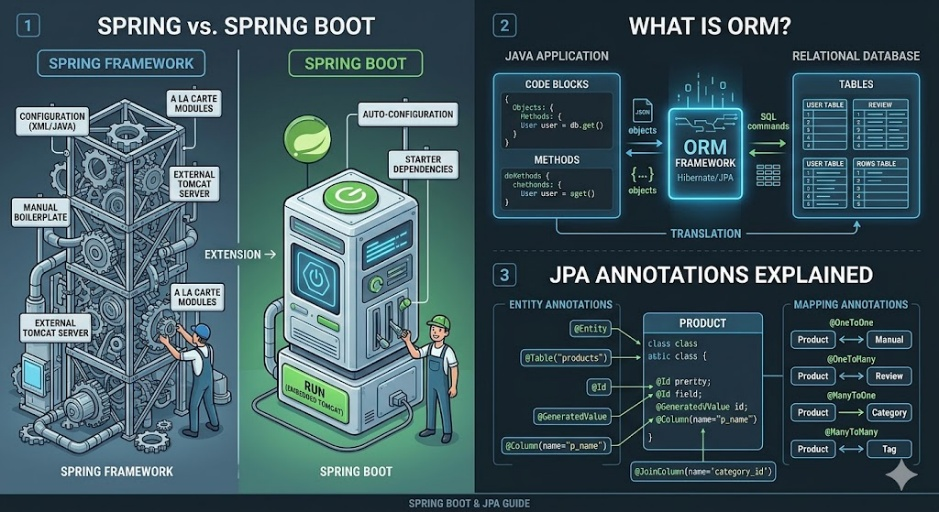 1
SPRING vs. SPRING BOOT
SPRING FRAMEWORK
CONFIGURATION
(XML/JAVA)
A LA CARTE
MODULES
MANUAL
BOILERPLATE
EXTERNAL
TOMCAT
SERVER
A LA CARTE
MODULES
EXTERNAL
TOMCAT SERVER
SPRING FRAMEWORK
EXTENSION →
SPRING BOOT
AUTO-CONFIGURATION
STARTER
DEPENDENCIES
RUN
(EMBEDDED TOMCAT)
SPRING BOOT
2
WHAT IS ORM?
JAVA APPLICATION
CODE BLOCKS
{
Objects: {
Methods: {
User user = db.get()
}
}
METHODS
chethonds: {
User user = aget()
}
JSON
objects
{...}
objects
ORM
FRAMEWORK
Hibernate/JPA
SQL
commands
RELATIONAL DATABASE
TABLES
USER TABLE
REVIEW
USER TABLE
ROWS TABLE
TRANSLATION
3
JPA ANNOTATIONS EXPLAINED
ENTITY ANNOTATIONS
@Entity
@Table("products")
@Id
@GeneratedValue
@Column(name="p_name")
PRODUCT
class class
class {
@Id prertty;
@Id field;
id;
@Column(name="p_name")
}
@JoinColumn(name='category_id')
MAPPING ANNOTATIONS
@OneToOne
Product Manual
@OneToMany
Product Review
@ManyToOne
Product Category
@ManyToMany
Product Tag
SPRING BOOT & JPA GUIDE